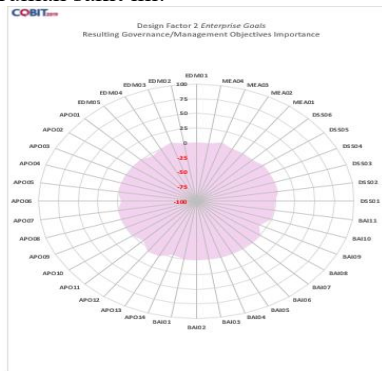 COBIT
Design Factor 2 Enterprise Goals
Resulting Governance/Management Objectives Importance
EDM01
EDM02
EDM03
EDM04
EDM05
APO01
APO02
APO03
APO04
APO05
APO06
APO07
APO08
APO09
APO10
APO11
APO12
APO13
APO14
BAI01
BAI02
BAI03
BAI04
BAI05
BAI06
BAI07
BAI08
BAI09
BAI10
BAI11
DSS01
DSS02
DSS03
DSS04
DSS05
DSS06
MEA01
MEA02
MEA03
MEA04
100
75
50
25
0
-25
-50
-75
-100